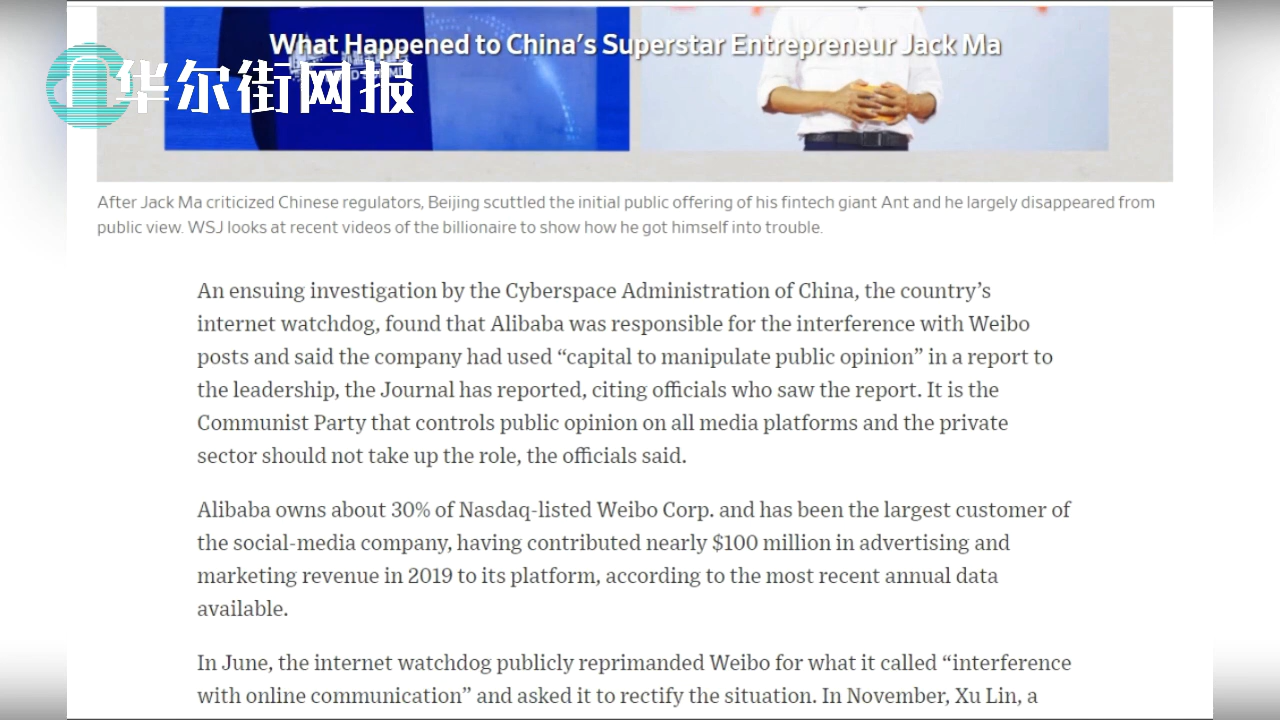 What Happened to China's Superstar Entrepreneur Jack Ma
华尔街网报
After Jack Ma criticized Chinese regulators, Beijing scuttled the initial public offering of his fintech giant Ant and he largely disappeared from
public view. WSJ looks at recent videos of the billionaire to show how he got himself into trouble.
An ensuing investigation by the Cyberspace Administration of China, the country’s
internet watchdog, found that Alibaba was responsible for the interference with Weibo
posts and said the company had used “capital to manipulate public opinion” in a report to
the leadership, the Journal has reported, citing officials who saw the report. It is the
Communist Party that controls public opinion on all media platforms and the private
sector should not take up the role, the officials said.
Alibaba owns about 30% of Nasdaq-listed Weibo Corp. and has been the largest customer of
the social-media company, having contributed nearly $100 million in advertising and
marketing revenue in 2019 to its platform, according to the most recent annual data
available.
In June, the internet watchdog publicly reprimanded Weibo for what it called “interference
with online communication” and asked it to rectify the situation. In November, Xu Lin, a